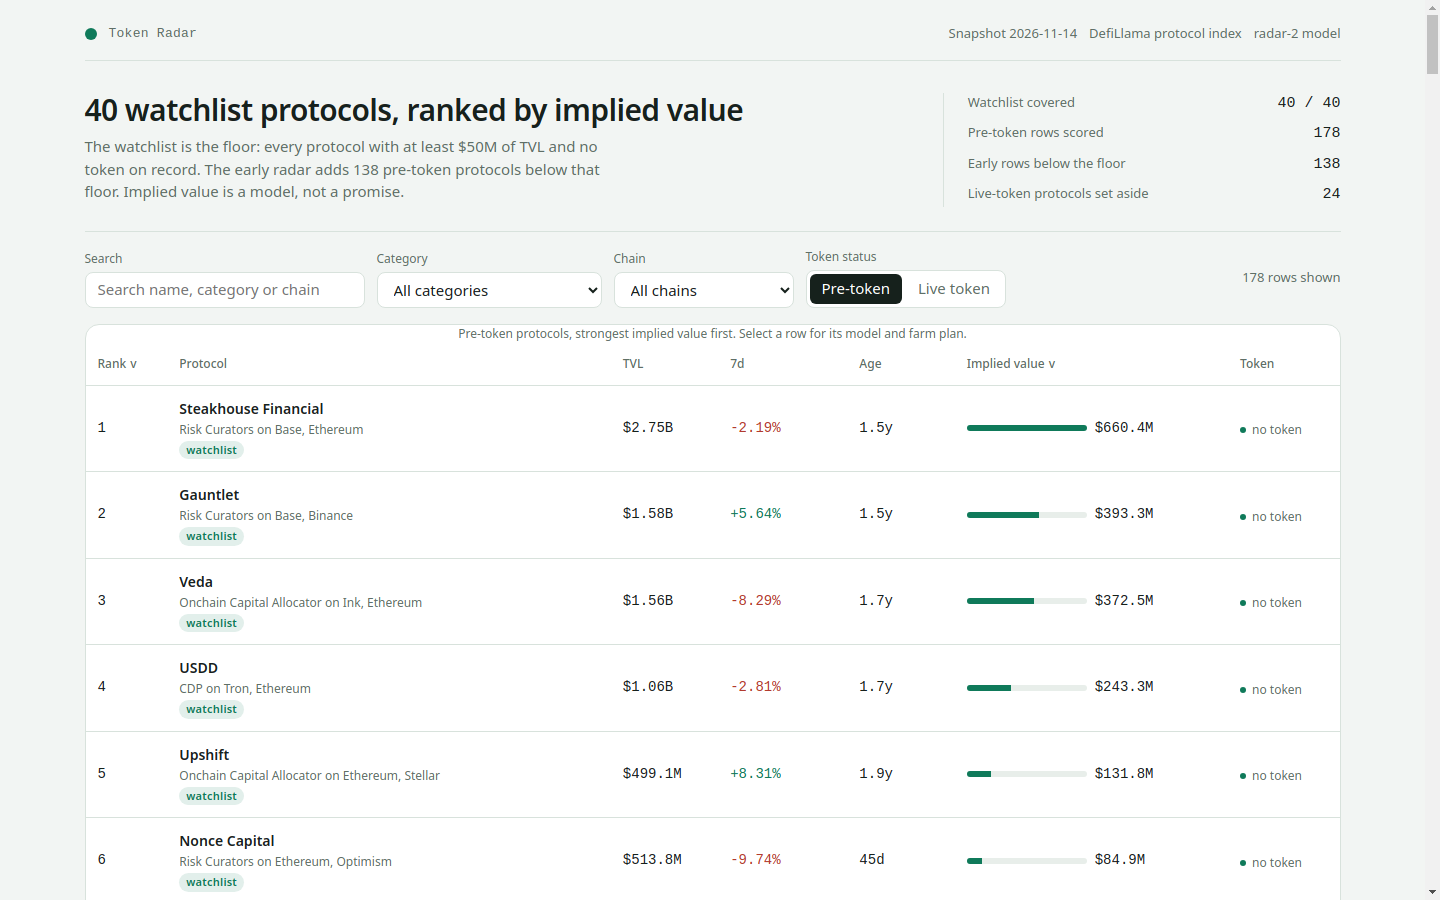 Token Radar
Snapshot 2026-11-14 DefiLlama protocol index radar-2 model
40 watchlist protocols, ranked by implied value
The watchlist is the floor: every protocol with at least $50M of TVL and no
token on record. The early radar adds 138 pre-token protocols below that
floor. Implied value is a model, not a promise.
Watchlist covered 40 / 40
Pre-token rows scored 178
Early rows below the floor 138
Live-token protocols set aside 24
Search Category Chain Token status
Search name, category or chain All categories All chains Pre-token Live token 178 rows shown
Pre-token protocols, strongest implied value first. Select a row for its model and farm plan.
Rank v Protocol TVL 7d Age Implied value v Token
Steakhouse Financial
1 Risk Curators on Base, Ethereum $2.75B -2.19% 1.5y $660.4M no token
watchlist
Gauntlet
2 Risk Curators on Base, Binance $1.58B +5.64% 1.5y $393.3M no token
watchlist
Veda
3 Onchain Capital Allocator on Ink, Ethereum $1.56B -8.29% 1.7y $372.5M no token
watchlist
USDD
4 CDP on Tron, Ethereum $1.06B -2.81% 1.7y $243.3M no token
watchlist
Upshift
5 Onchain Capital Allocator on Ethereum, Stellar $499.1M +8.31% 1.9y $131.8M no token
watchlist
Nonce Capital
6 Risk Curators on Ethereum, Optimism $513.8M -9.74% 45d $84.9M no token
watchlist